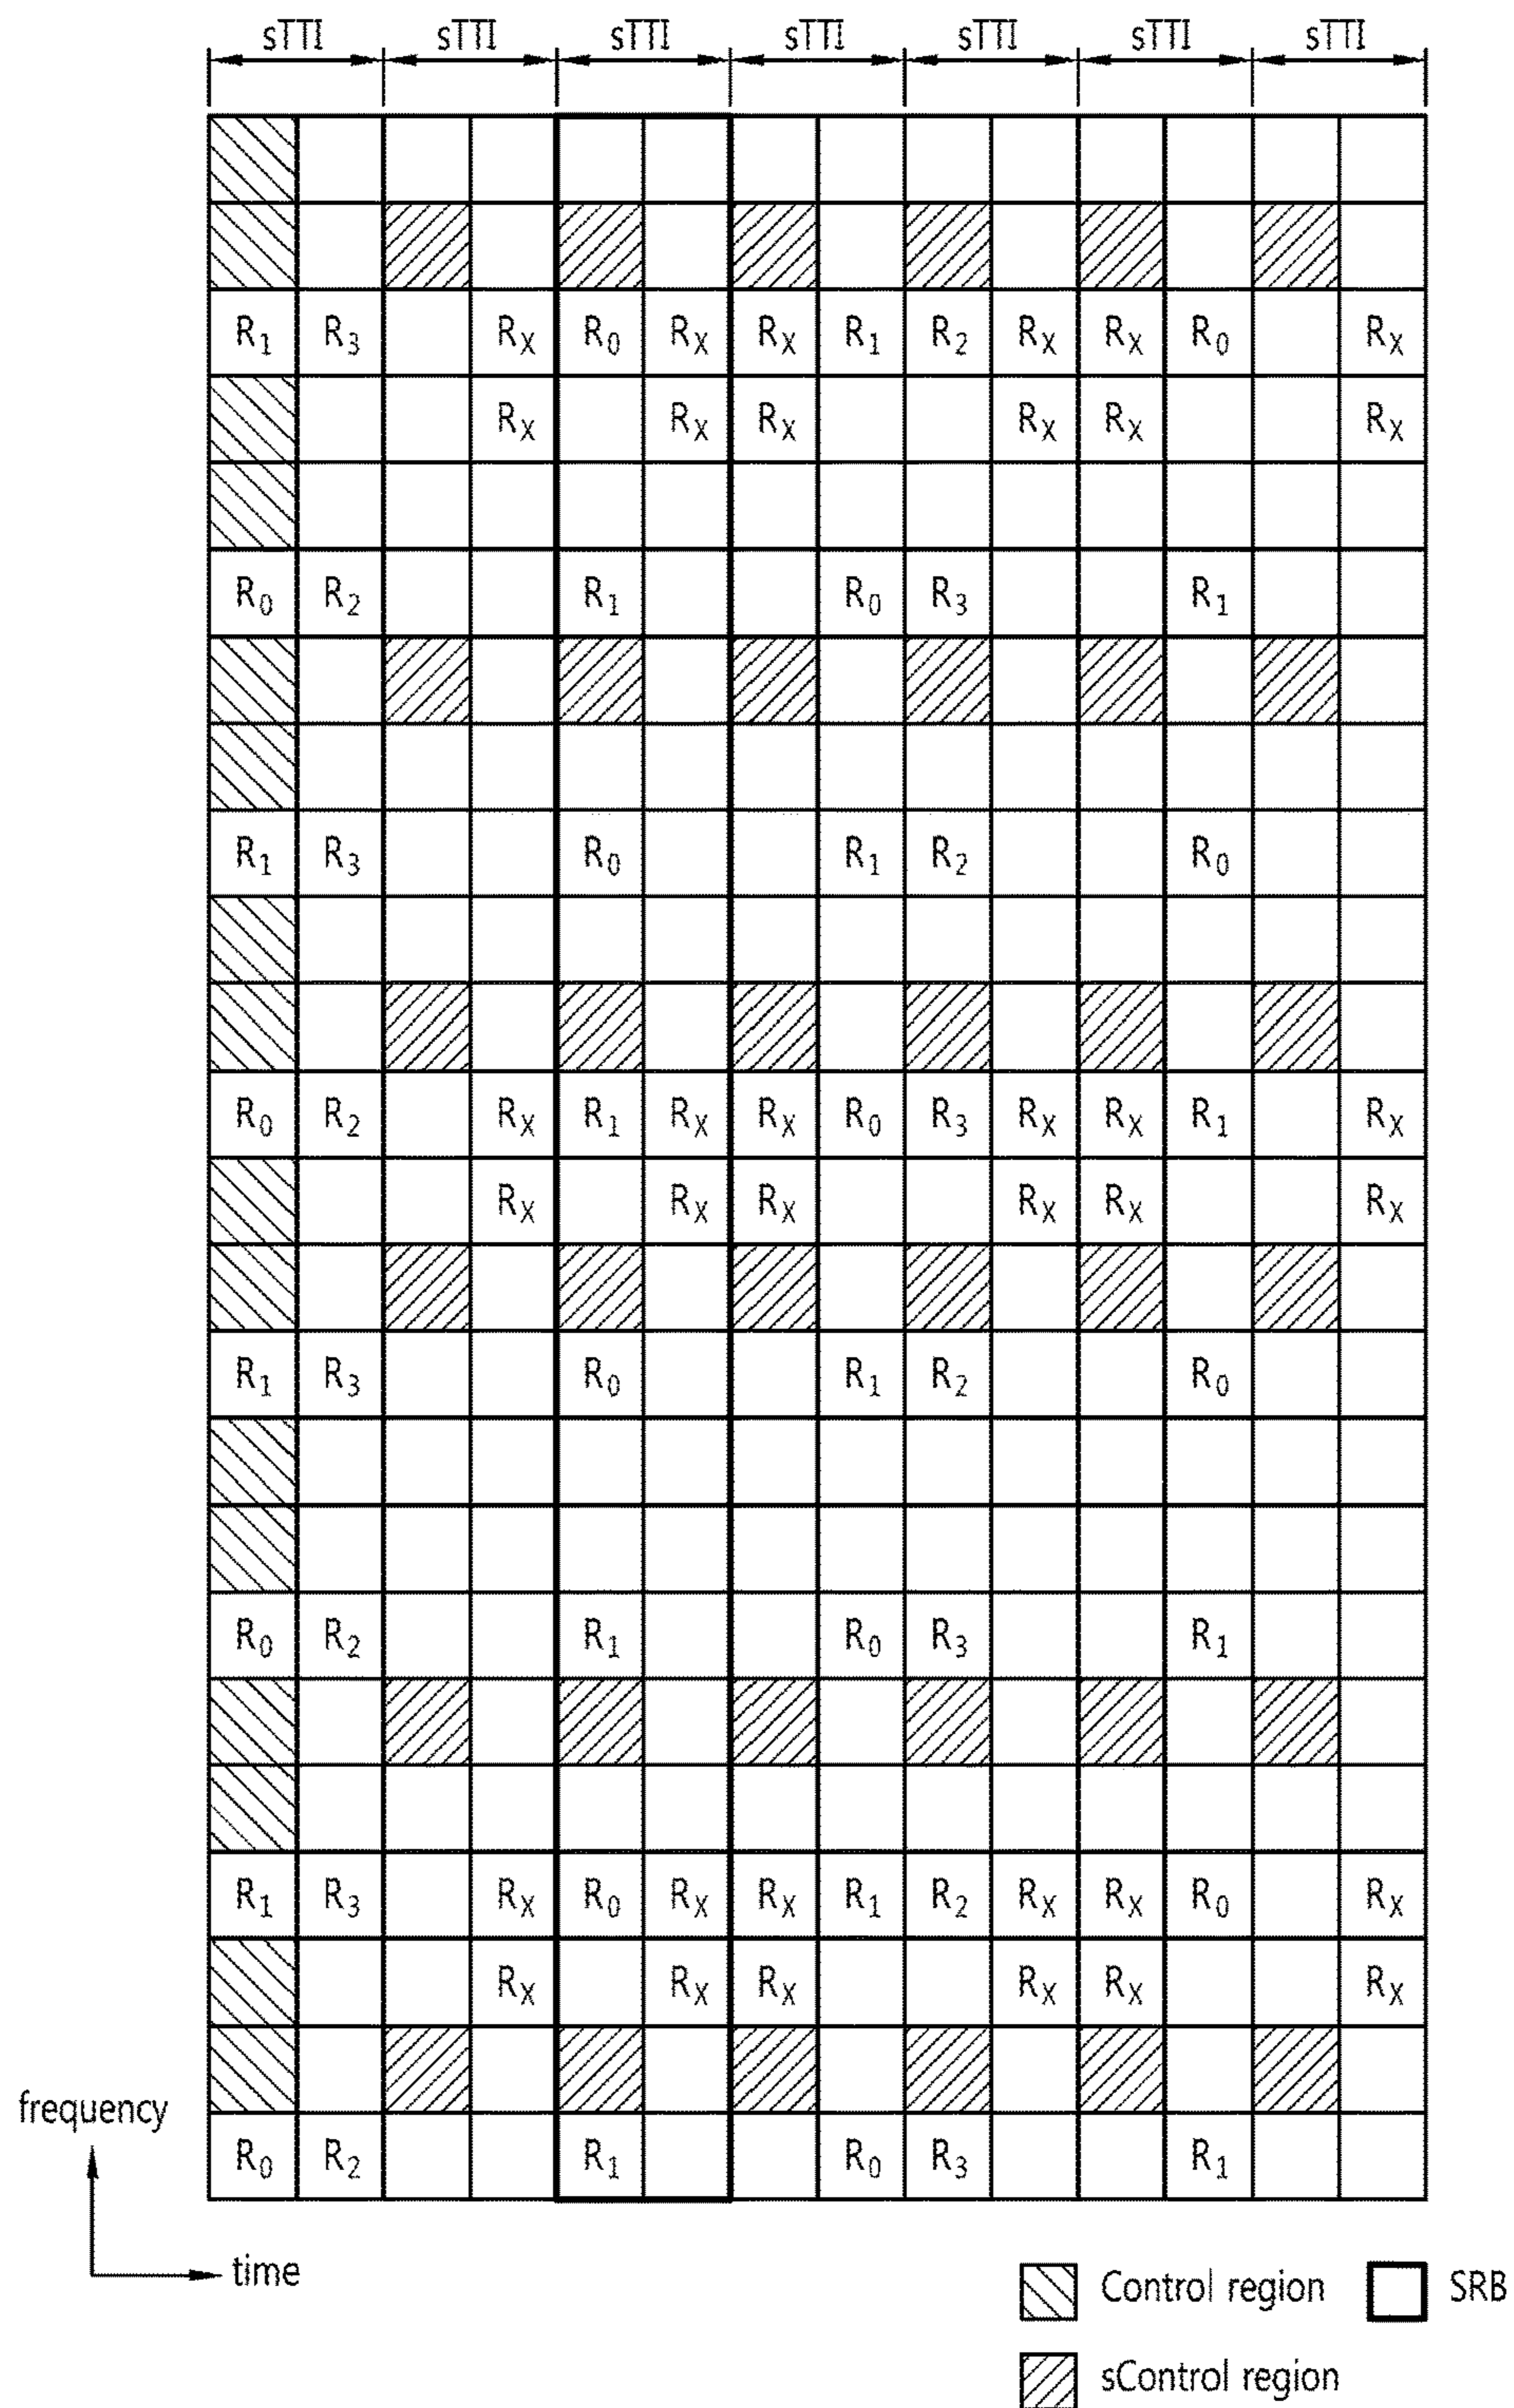 sTTI sTTI sTTI sTTI sTTI sTTI sTTI
R1 R3 RX R0 RX RX R1 R2 RX RX R0 RX
RX RX RX RX RX RX
R0 R2 R1 R0 R3 R1
R1 R3 R0 R1 R2 R0
R0 R2 RX R1 RX RX R0 R3 RX RX R1 RX
RX RX RX RX RX RX
R1 R3 R0 R1 R2 R0
R0 R2 R1 R0 R3 R1
R1 R3 RX R0 RX RX R1 R2 RX RX R0 RX
RX RX RX RX RX RX
frequency
R0 R2 R1 R0 R3 R1
time
Control region SRB
sControl region